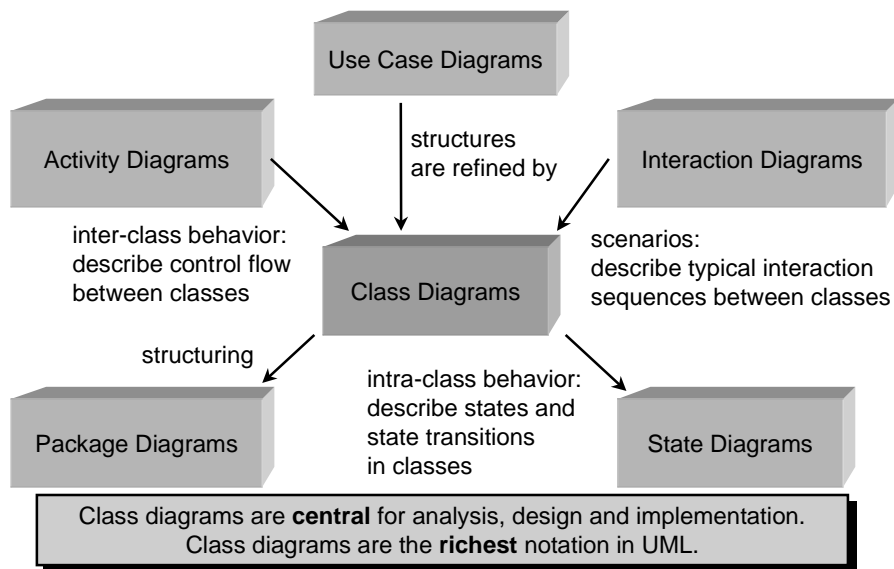 Use Case Diagrams
Activity Diagrams
structures
are refined by
Interaction Diagrams
inter-class behavior:
describe control flow
between classes
Class Diagrams
scenarios:
describe typical interaction
sequences between classes
structuring
intra-class behavior:
describe states and
state transitions
in classes
Package Diagrams
State Diagrams
Class diagrams are central for analysis, design and implementation.
Class diagrams are the richest notation in UML.